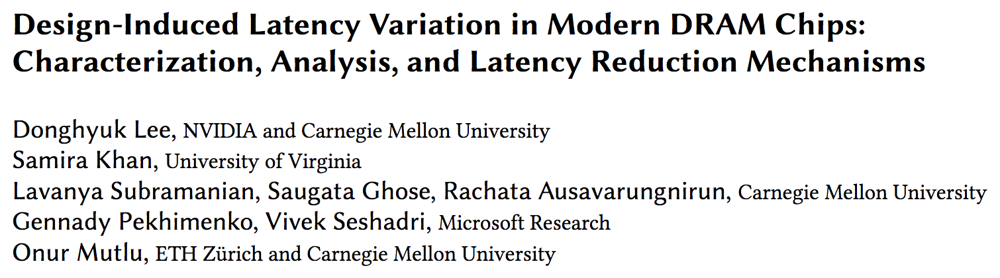 Design-Induced Latency Variation in Modern DRAM Chips:
Characterization, Analysis, and Latency Reduction Mechanisms
Donghyuk Lee, NVIDIA and Carnegie Mellon University
Samira Khan, University of Virginia
Lavanya Subramanian, Saugata Ghose, Rachata Ausavarungnirun, Carnegie Mellon University
Gennady Pekhimenko, Vivek Seshadri, Microsoft Research
Onur Mutlu, ETH Zürich and Carnegie Mellon University